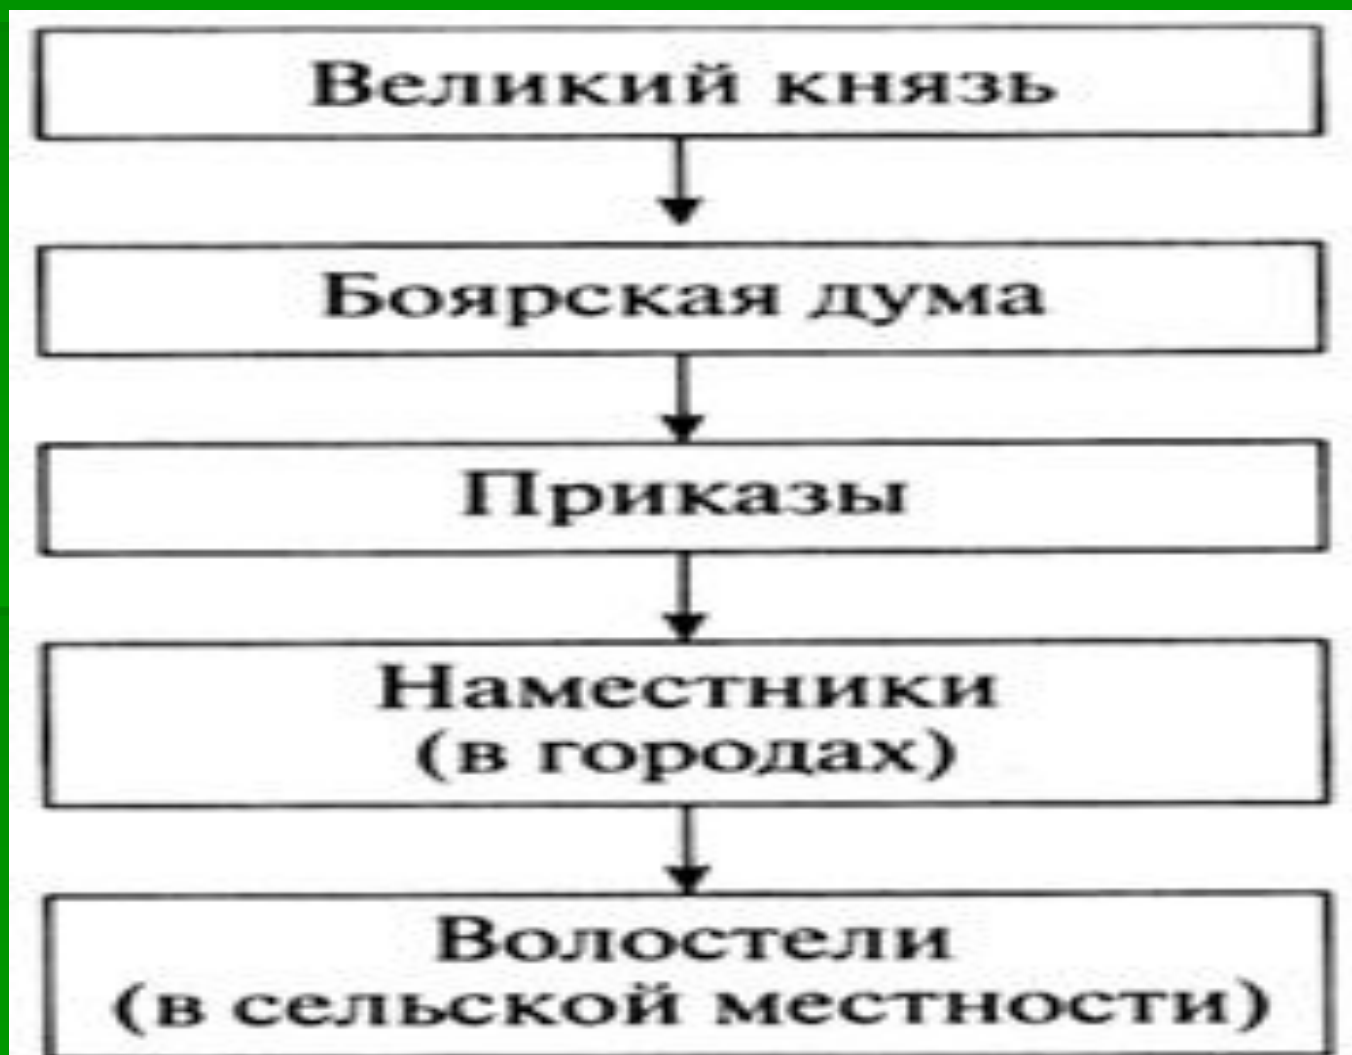 Великий князь
Боярская дума
Приказы
Наместники
(в городах)
Волостели
(в сельской местности)